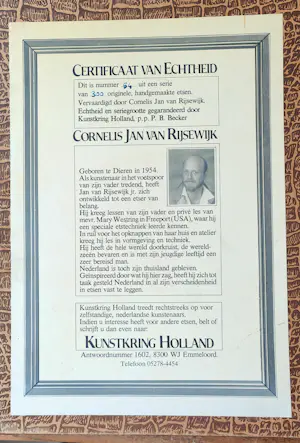 CERTIFICAAT VAN ECHTHEID
Dit is nummer 64 uit een serie
van 300 originele, handgemaakte etsen.
Vervaardigd door Cornelis Jan van Rijsewijk.
Echtheid en seriegrootte gegarandeerd door
Kunstkring Holland, p.p. P. B. Becker
CORNELIS JAN VAN RIJSEWIJK
Geboren te Dieren in 1954.
Als kunstenaar in het voetspoor
van zijn vader tredend, heeft
Jan van Rijsewijk jr. zich
ontwikkeld tot een etser van
belang.
Hij kreeg lessen van zijn vader en privé les van
mevr. Mary Westring in Freeport (USA), waar hij
een speciale etstechniek leerde kennen.
In ruil voor het opknappen van haar huis en atelier
kreeg hij les in vormgeving en techniek.
Hij heeft de hele wereld doorkruist, de wereld-
zeeën bevaren en is met zijn jeugdige leeftijd een
zeer bereisd man.
Nederland is toch zijn thuisland gebleven.
Geïnspireerd door wat hij hier zag, heeft hij zich tot
taak gesteld Nederland in al zijn verscheidenheid
in etsen vast te leggen.
Kunstkring Holland treedt rechtstreeks op voor
zelfstandige, nederlandse kunstenaars.
Indien u interesse heeft voor andere etsen, belt of
schrijft u dan even naar:
KUNSTKRING HOLLAND
Antwoordnummer 1602, 8300 WJ Emmeloord.
Telefoon 05278-4454